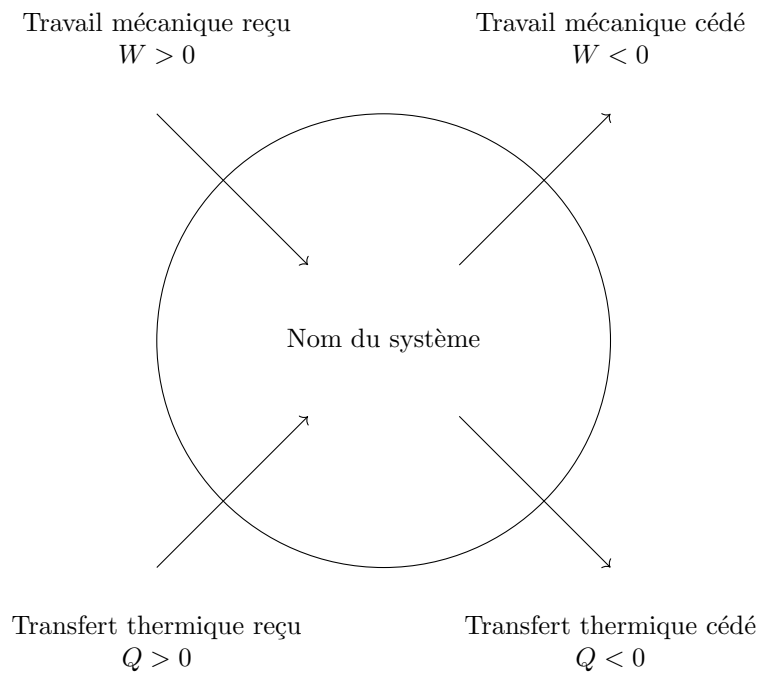 Travail mécanique reçu
W > 0
Travail mécanique cédé
W < 0
Nom du système
Transfert thermique reçu
Q > 0
Transfert thermique cédé
Q < 0